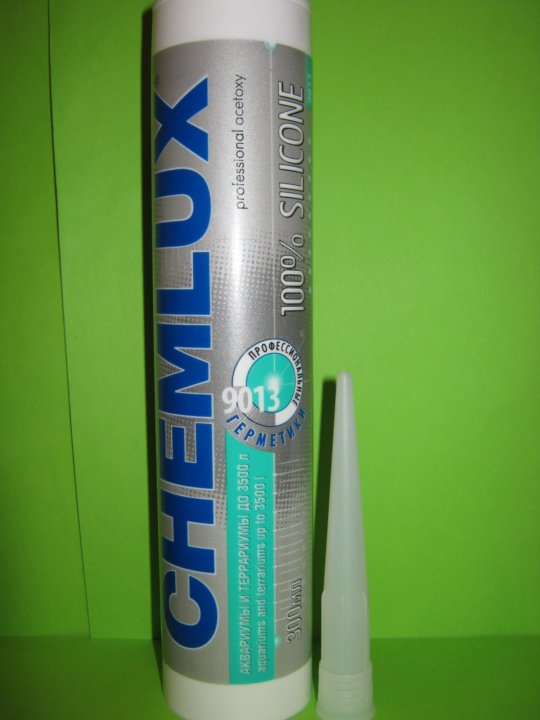 CHEMLUX
®
professional acetoxy
100% SILICONE
9013
ПРОФЕССИОНАЛЬНЫЕ
9013
ГЕРМЕТИКИ
АКВАРИУМЫ И ТЕРРАРИУМЫ ДО 3500 л
aquariums and terrariums up to 3500 l
300мл